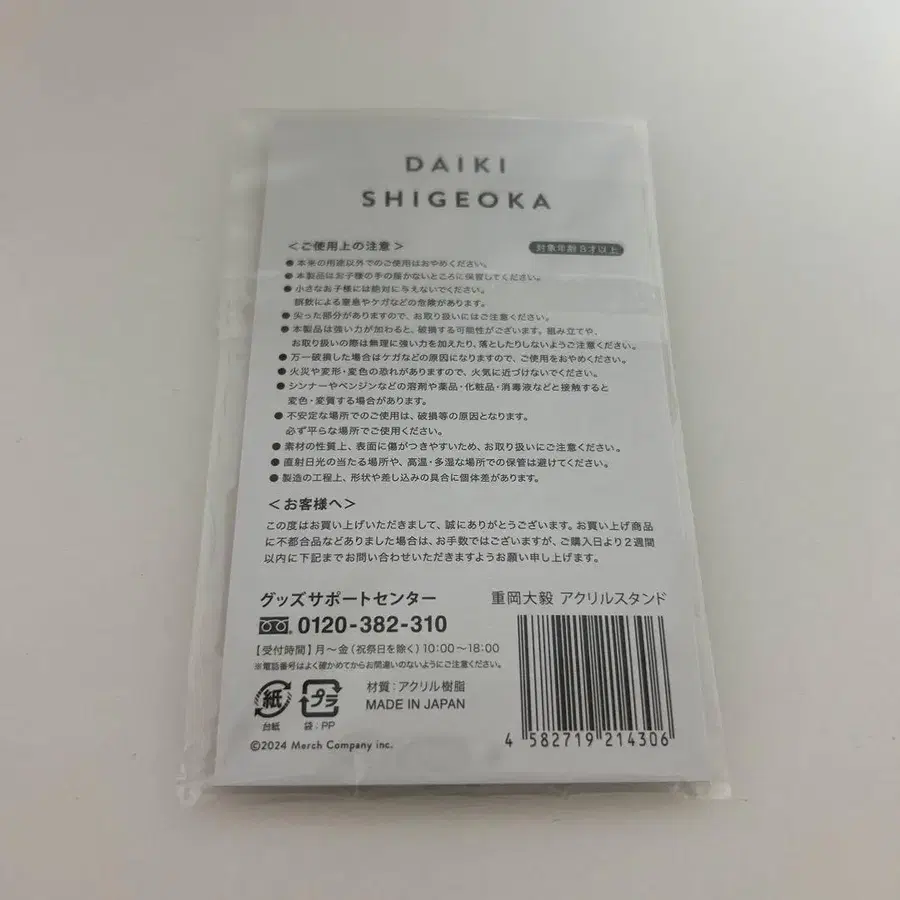 DAIKI
SHIGEOKA
<ご使用上の注意> 対象年齢6才以上
●本来の用途以外でのご使用はおやめください。
●本製品はお子様の手の届かないところに保管してください。
●小さなお子様には絶対に与えないでください。
誤飲による窒息やケガなどの危険があります。
●尖った部分がありますので、お取り扱いにはご注意ください。
●本製品は強い力が加わると、破損する可能性がございます。組み立てや、
お取り扱いの際は無理に強い力を加えたり、落としたりしないようご注意ください。
●万一破損した場合はケガなどの原因になりますので、ご使用をおやめください。
●火災や変形・変色の恐れがありますので、火気に近づけないでください。
●シンナーやベンジンなどの溶剤や薬品・化粧品・消毒液などと接触すると
変色・変質する場合があります。
●不安定な場所でのご使用は、破損等の原因となります。
必ず平らな場所でご使用ください。
●素材の性質上、表面に傷がつきやすいため、お取り扱いにご注意ください。
●直射日光の当たる場所や、高温・多湿な場所での保管は避けてください。
●製造の工程上、形状や差し込みの具合に個体差があります。
<お客様へ>
この度はお買い上げいただきまして、誠にありがとうございます。お買い上げ商品
に不都合品などありました場合は、お手数ではございますが、ご購入日より2週間
以内に下記までお問い合わせいただきますようお願い申し上げます。
グッズサポートセンター
0120-382-310
【受付時間】月〜金(祝祭日を除く)10:00〜18:00
※電話番号はよく確かめてからお間違いのないようにご注意ください。
重岡大毅 アクリルスタンド
紙
台紙
プラ
袋:PP
材質:アクリル樹脂
MADE IN JAPAN
©2024 Merch Company inc.
4 582719 214306